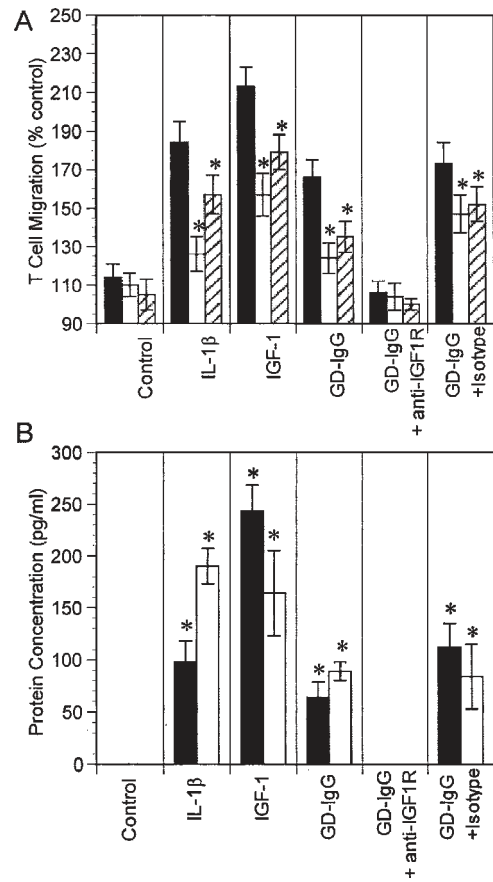 A
T Cell Migration (% control)
250
230
210
190
170
150
130
110
90
*
*
*
*
*
*
*
*
Control
IL-1β
IGF-1
GD-IgG
GD-IgG
+ anti-IGF1R
GD-IgG
+Isotype
B
Protein Concentration (pg/ml)
300
250
200
150
100
50
0
*
*
*
*
*
*
*
*
Control
IL-1β
IGF-1
GD-IgG
GD-IgG
+ anti-IGF1R
GD-IgG
+Isotype